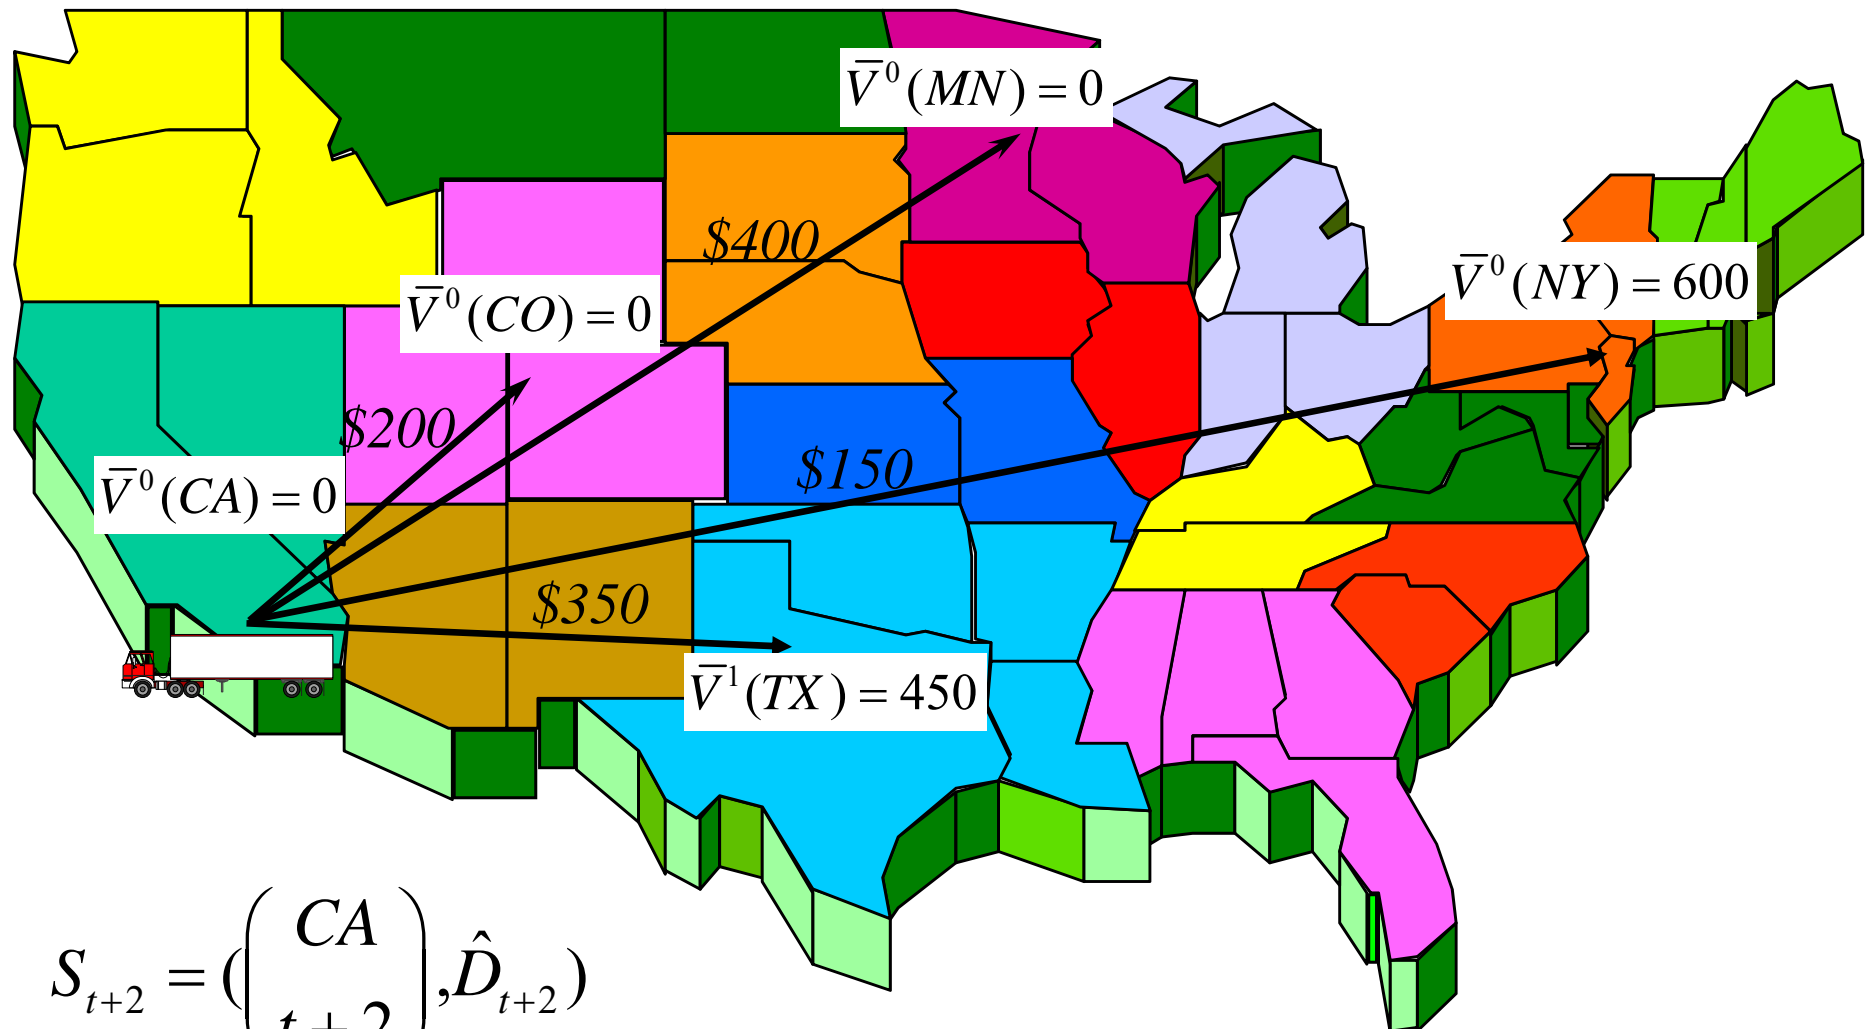 V̅⁰(MN) = 0
$400
V̅⁰(NY) = 600
V̅⁰(CO) = 0
$200
$150
V̅⁰(CA) = 0
$350
V̅¹(TX) = 450
CA
Sₜ₊₂ = ( , D̂ₜ₊₂)
t + 2